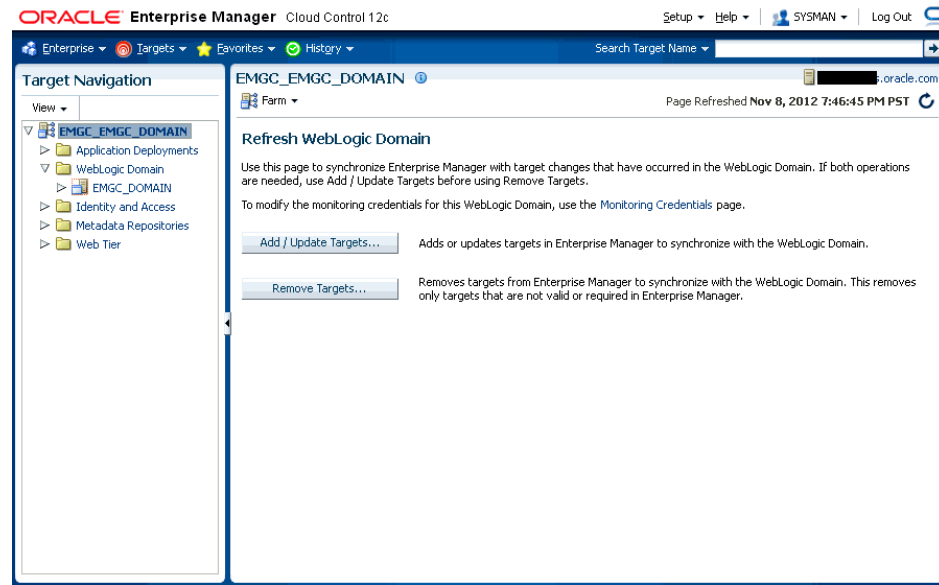 ORACLE Enterprise Manager Cloud Control 12c
Setup Help SYSMAN Log Out
Enterprise Targets Favorites History Search Target Name
Target Navigation
View
EMGC_EMGC_DOMAIN
Application Deployments
WebLogic Domain
EMGC_DOMAIN
Identity and Access
Metadata Repositories
Web Tier
EMGC_EMGC_DOMAIN
s.oracle.com
Farm
Page Refreshed Nov 8, 2012 7:46:45 PM PST
Refresh WebLogic Domain
Use this page to synchronize Enterprise Manager with target changes that have occurred in the WebLogic Domain. If both operations
are needed, use Add / Update Targets before using Remove Targets.
To modify the monitoring credentials for this WebLogic Domain, use the Monitoring Credentials page.
Add / Update Targets... Adds or updates targets in Enterprise Manager to synchronize with the WebLogic Domain.
Remove Targets... Removes targets from Enterprise Manager to synchronize with the WebLogic Domain. This removes
only targets that are not valid or required in Enterprise Manager.